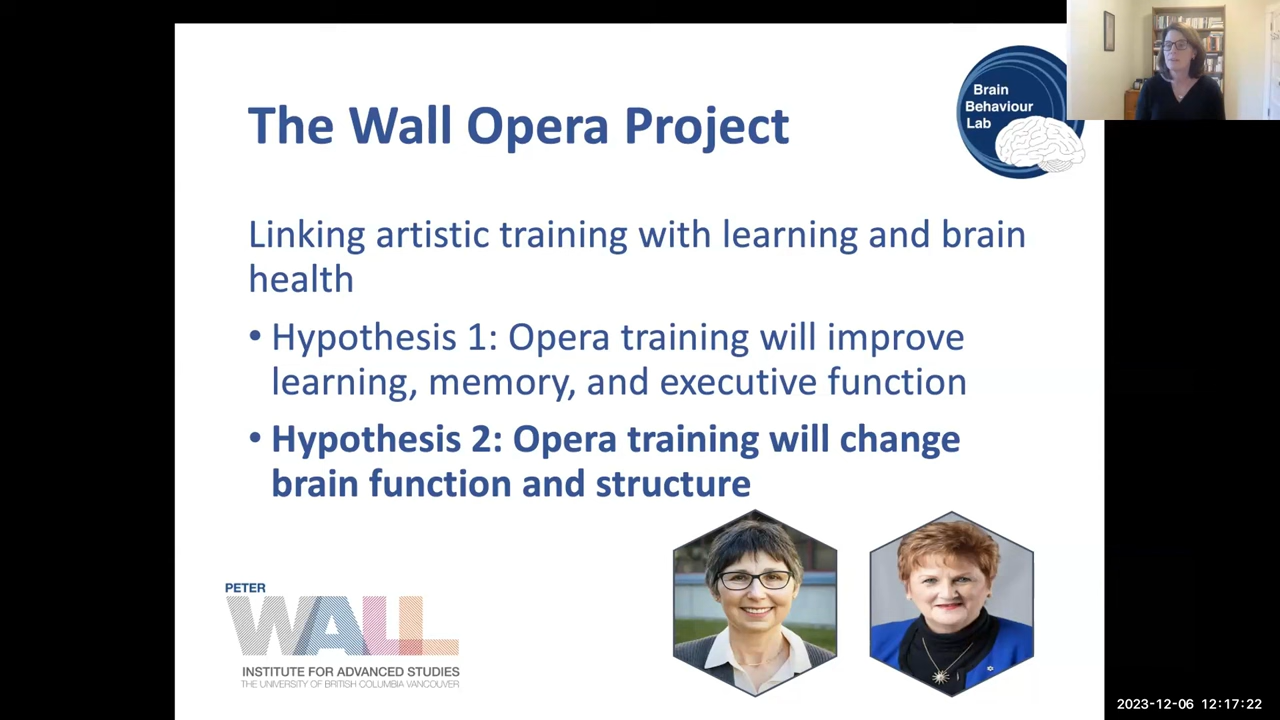 The Wall Opera Project
Brain
Behaviour
Lab
Linking artistic training with learning and brain
health
• Hypothesis 1: Opera training will improve
learning, memory, and executive function
• Hypothesis 2: Opera training will change
brain function and structure
PETER
WALL
INSTITUTE FOR ADVANCED STUDIES
THE UNIVERSITY OF BRITISH COLUMBIA VANCOUVER
2023-12-06 12:17:22